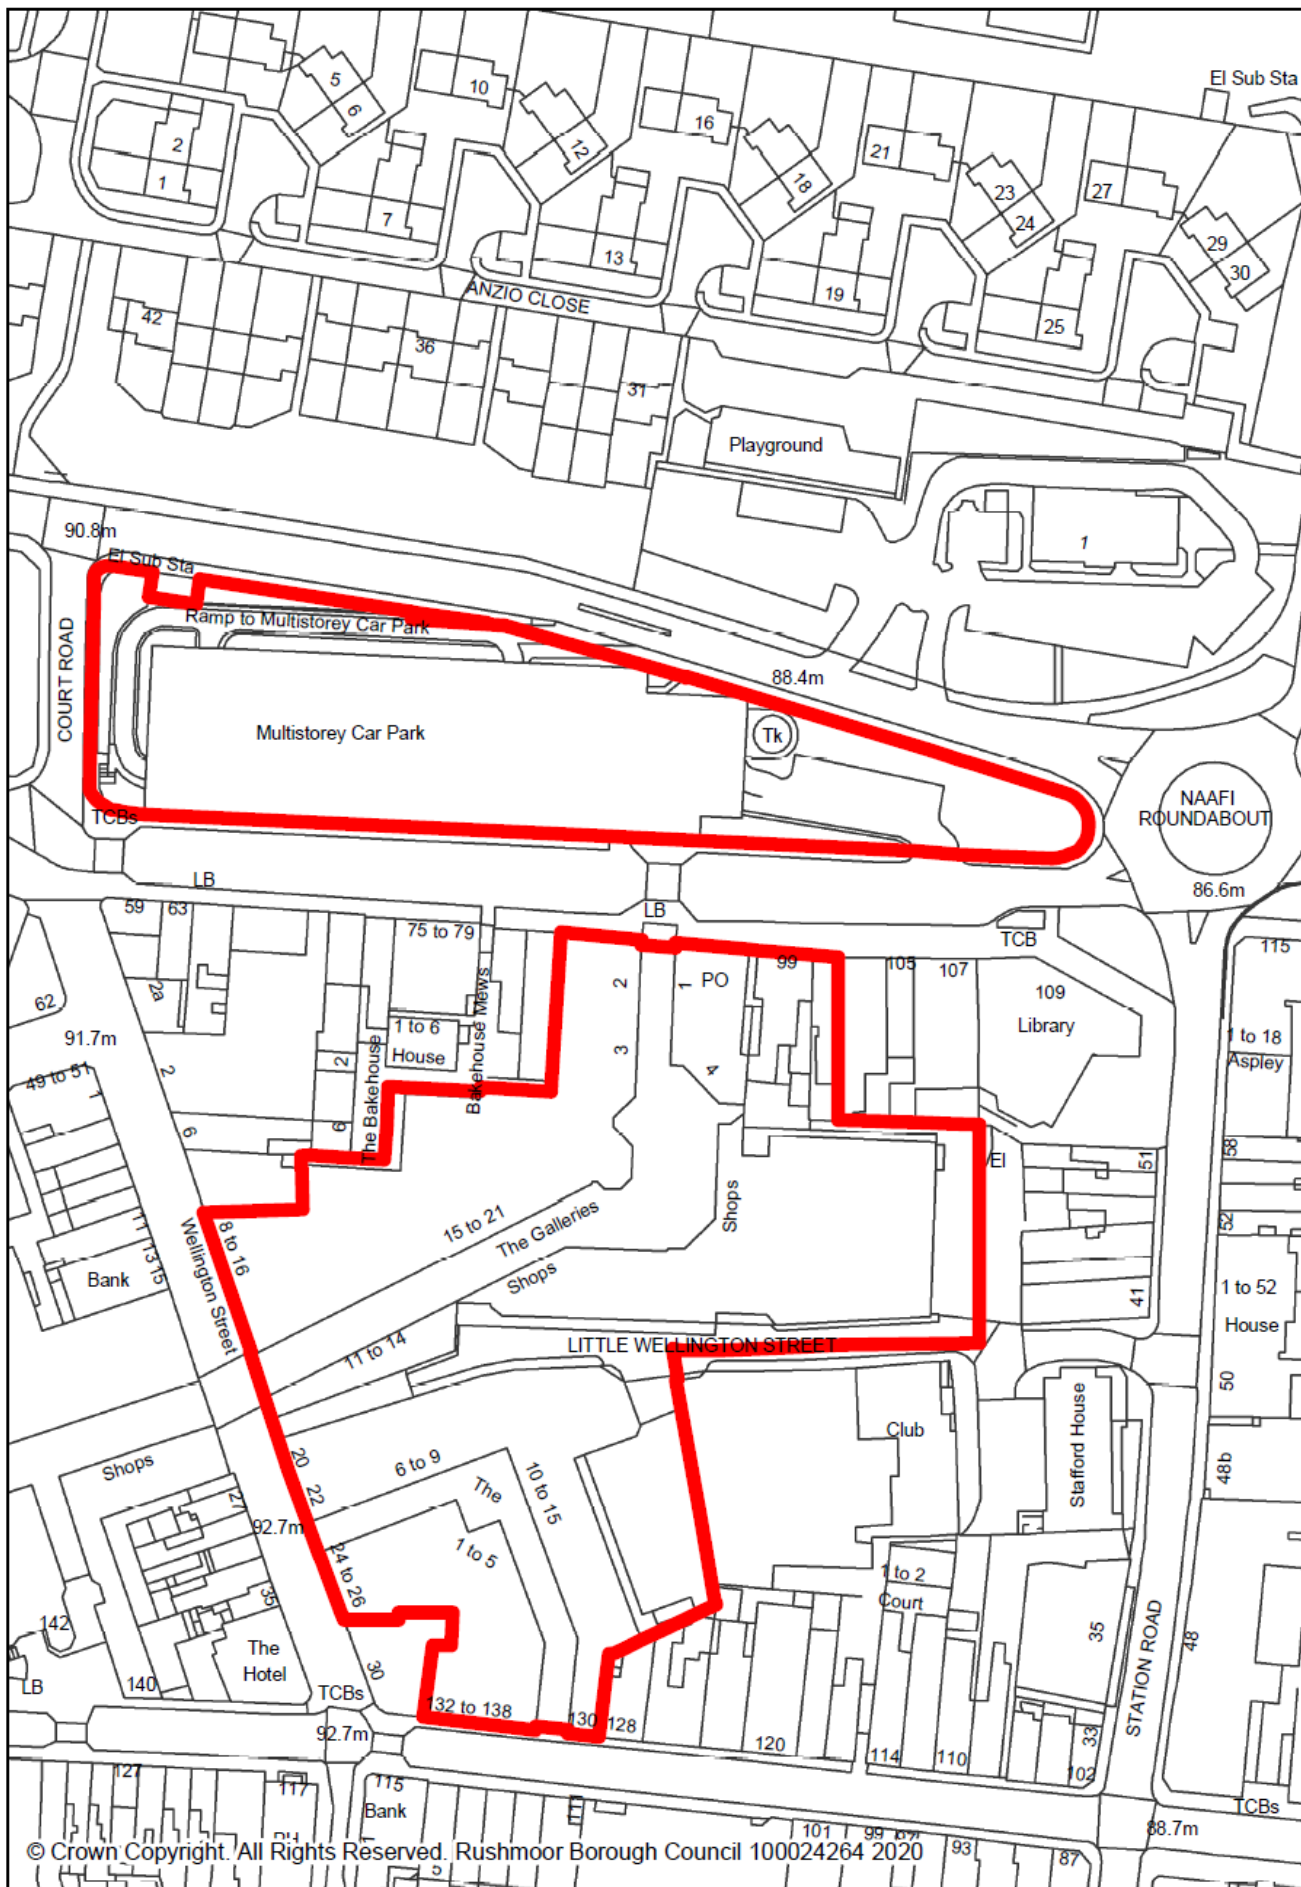 El Sub Sta
5
6
10
12
16
18
21
23
24
27
29
30
2
1
7
13
19
25
ANZIO CLOSE
42
36
31
Playground
1
90.8m
El Sub Sta
Ramp to Multistorey Car Park
COURT ROAD
88.4m
Multistorey Car Park
Tk
TCBs
NAAFI
ROUNDABOUT
86.6m
LB
LB
TCB
59
63
75 to 79
99
105
107
115
62
2a
91.7m
2
2
3
1
PO
4
109
Library
1 to 18
Aspley
49 to 51
1
1 to 6
House
2
6
6
The Bakehouse
Bakehouse Mews
El
51
58
52
Shops
15 to 21
The Galleries
Shops
8 to 16
Wellington Street
11
13
15
Bank
41
1 to 52
House
11 to 14
LITTLE WELLINGTON STREET
50
Stafford House
Club
48b
20
22
6 to 9
The
10 to 15
1 to 5
Shops
27
92.7m
24 to 26
35
1 to 2
Court
35
48
142
The
Hotel
30
140
LB
TCBs
132 to 138
130
128
STATION ROAD
92.7m
120
114
110
33
102
127
117
115
Bank
111
TCBs
88.7m
PH
1
5
101
99
97
93
87
© Crown Copyright. All Rights Reserved. Rushmoor Borough Council 100024264 2020